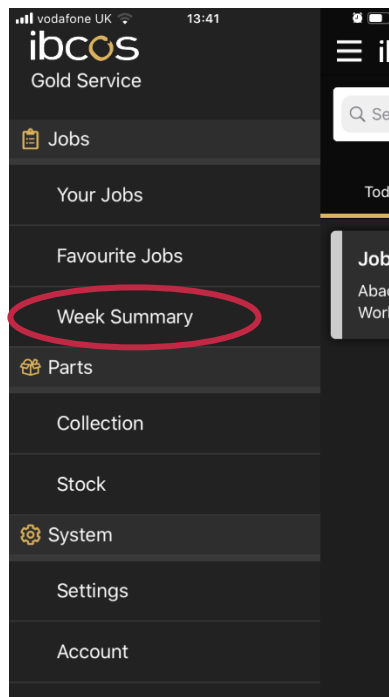 vodafone UK 13:41
ibcos
Gold Service
Jobs
Your Jobs
Favourite Jobs
Week Summary
Parts
Collection
Stock
System
Settings
Account
Job